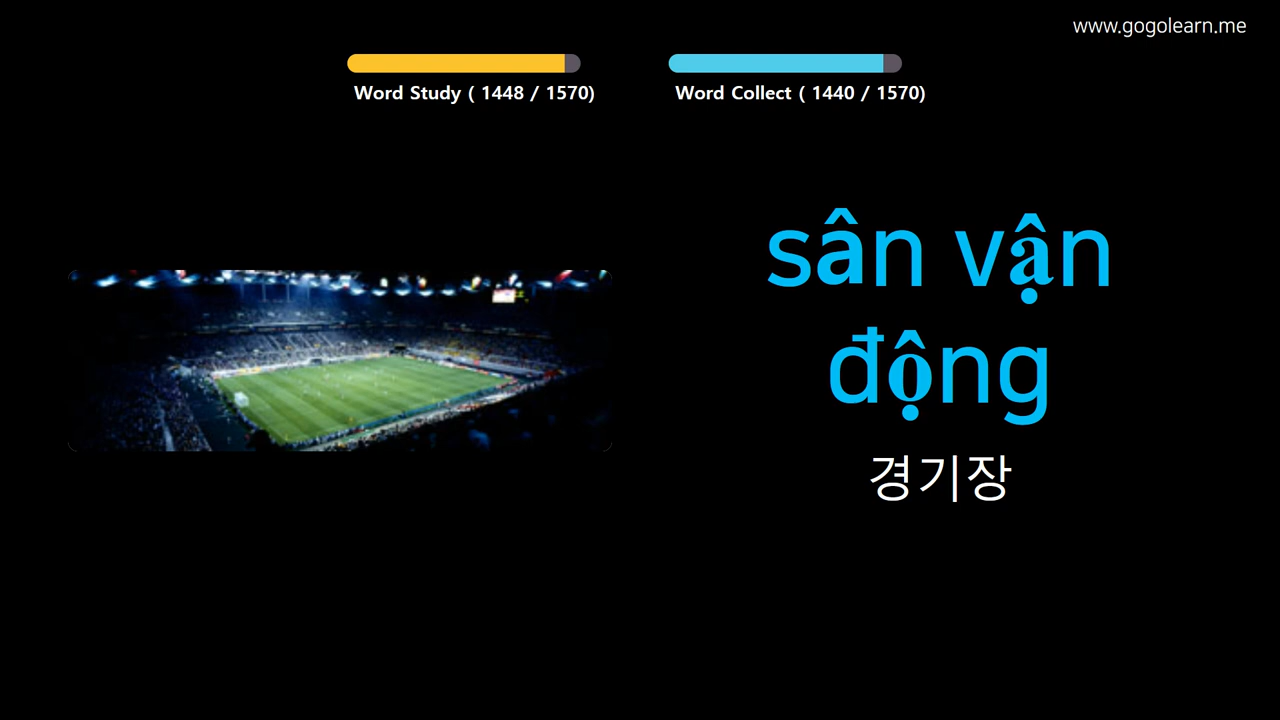 www.gogolearn.me
Word Study ( 1448 / 1570)
Word Collect ( 1440 / 1570)
sân vận
động
경기장